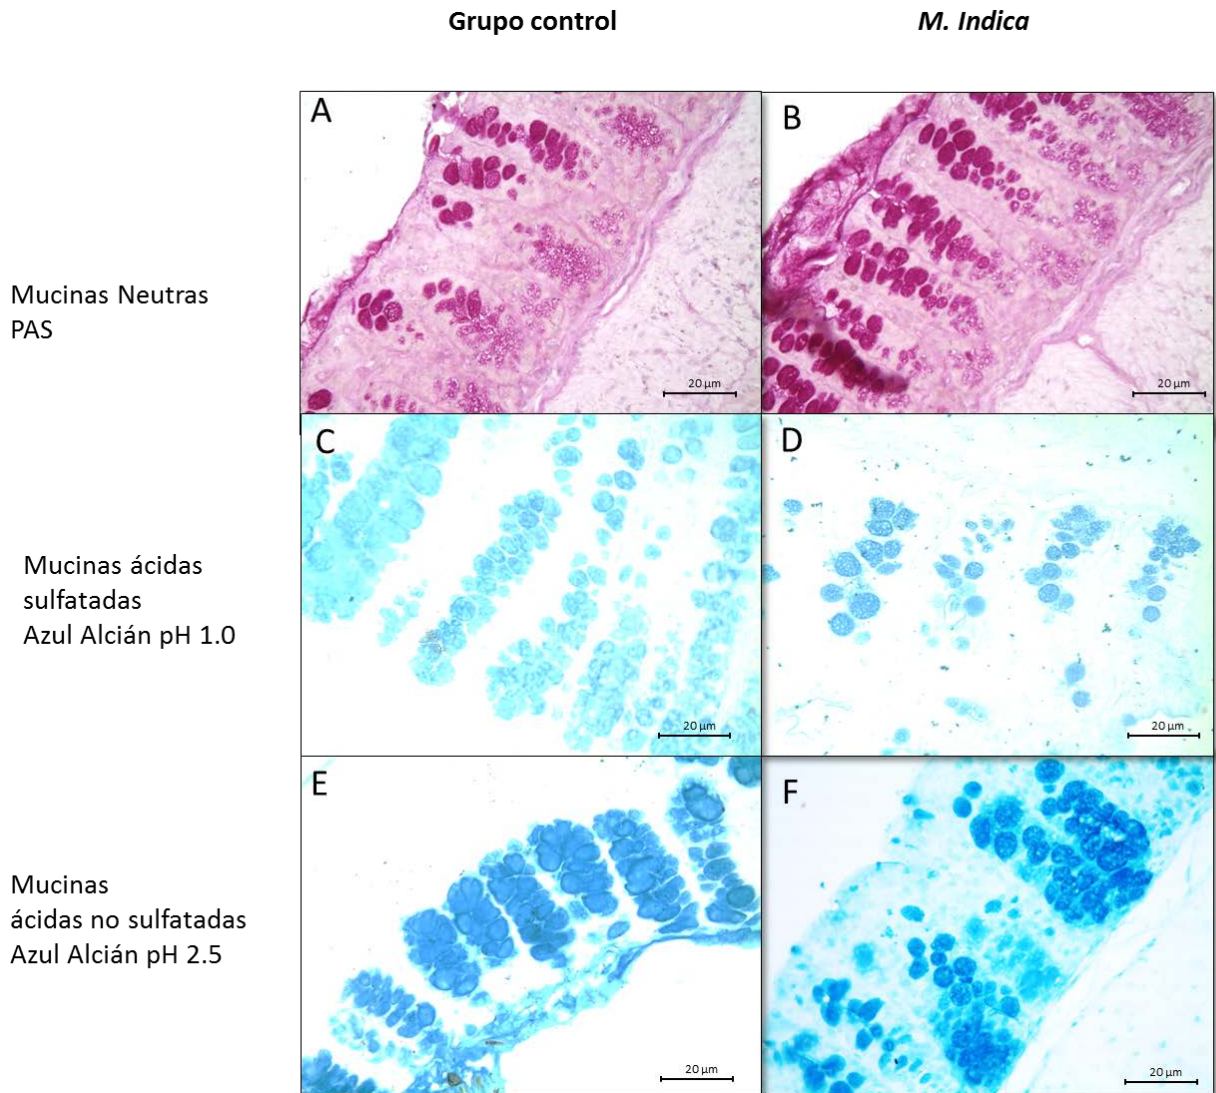 Grupo control
M. Indica
A
B
Mucinas Neutras
PAS
20 µm
20 µm
C
D
Mucinas ácidas
sulfatadas
Azul Alcián pH 1.0
20 µm
20 µm
E
F
Mucinas
ácidas no sulfatadas
Azul Alcián pH 2.5
20 µm
20 µm